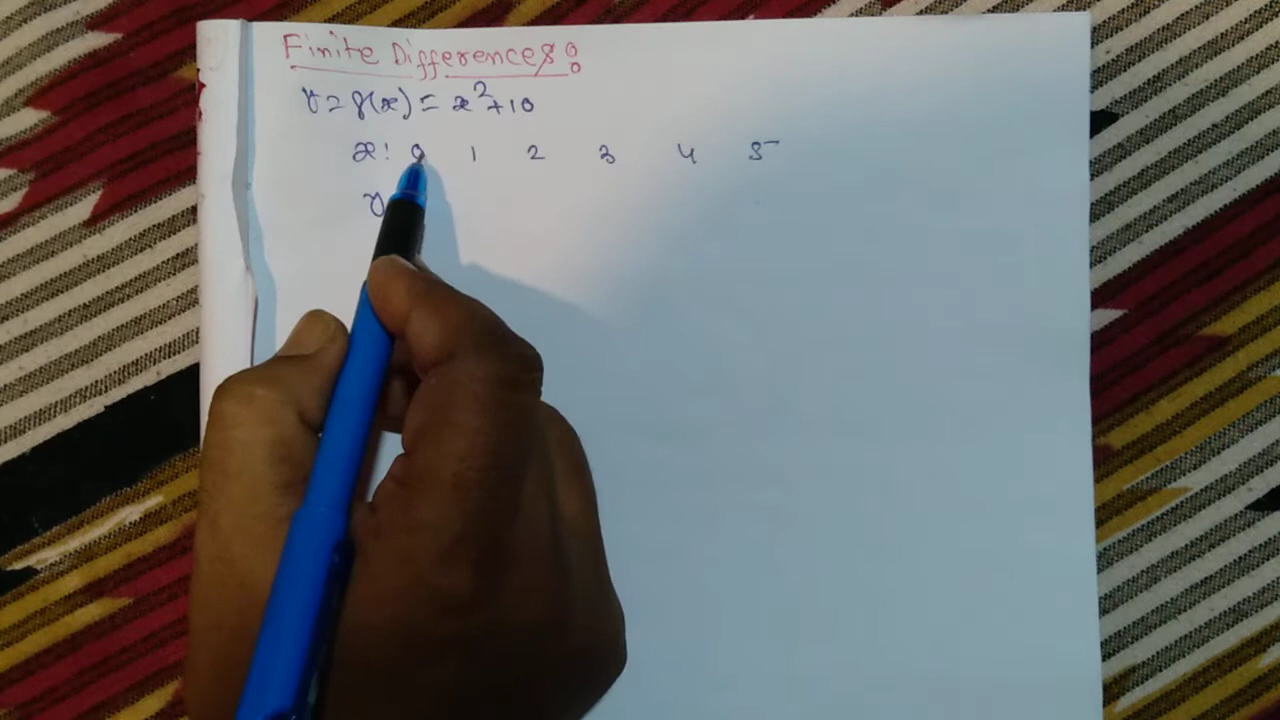 Finite Differences:
y = f(x) = x²+10
x: 0 1 2 3 4 5
y